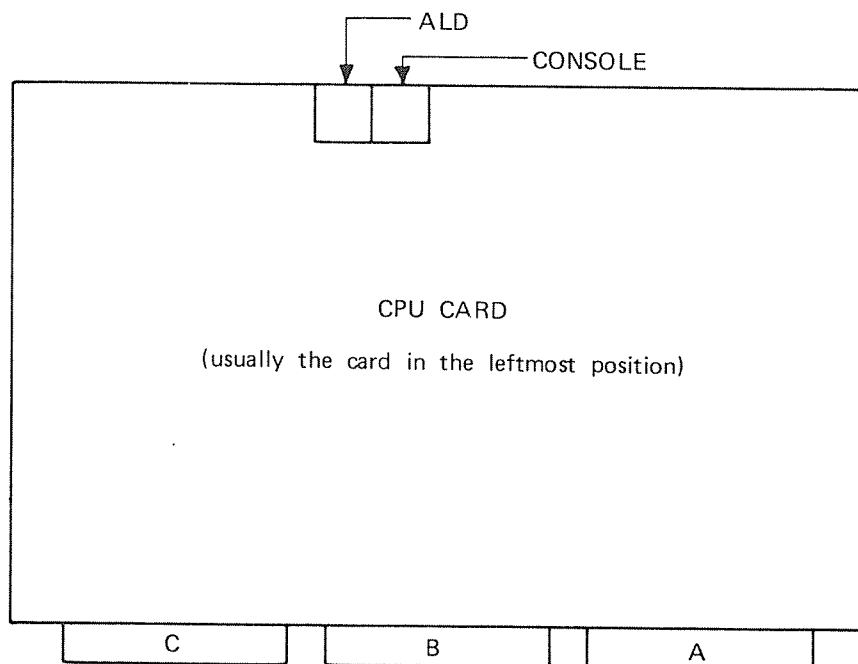 ALD
CONSOLE
CPU CARD
(usually the card in the leftmost position)
C B A